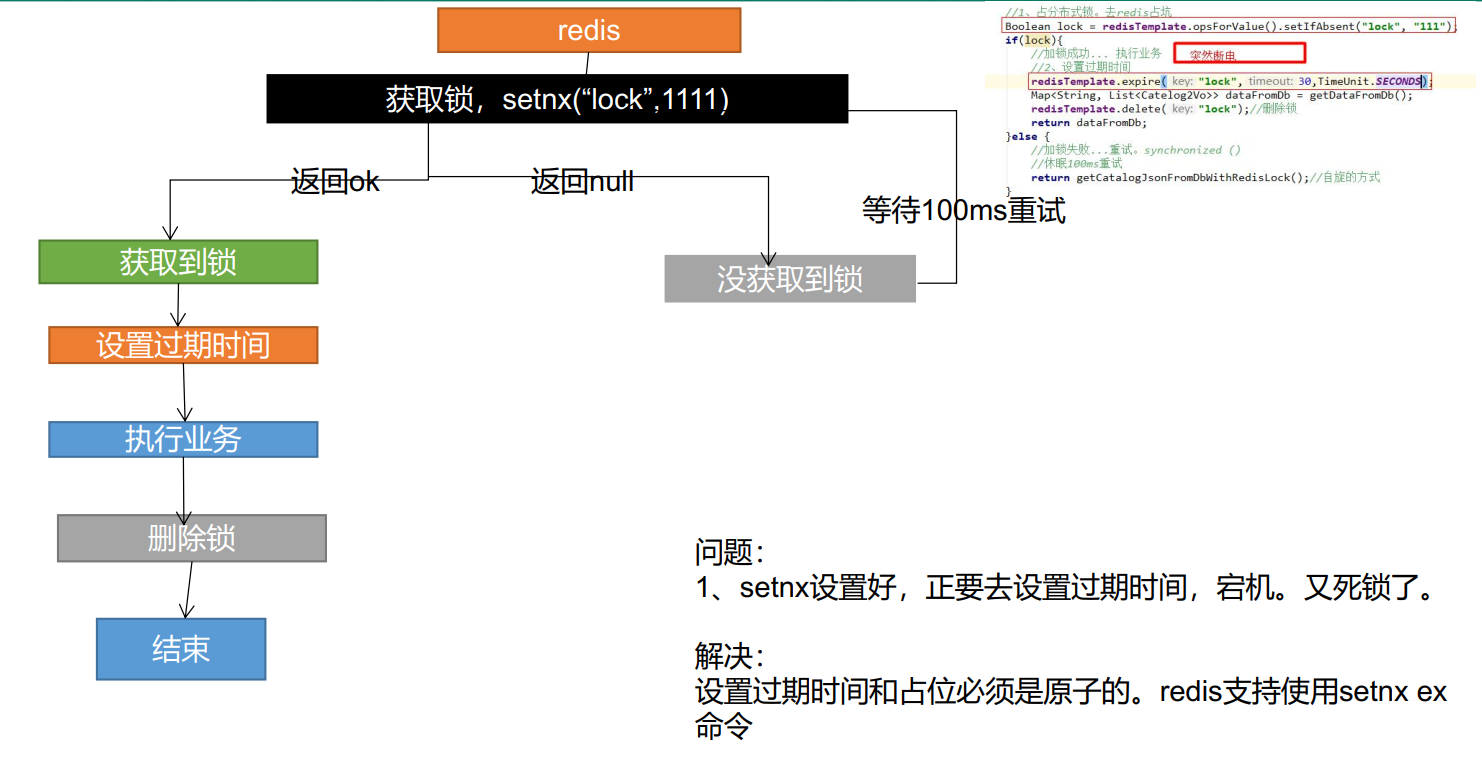 redis
获取锁，setnx(“lock”,1111)
返回ok
返回null
等待100ms重试
获取到锁
没获取到锁
设置过期时间
执行业务
删除锁
结束
//1、占分布式锁。去redis占坑
Boolean lock = redisTemplate.opsForValue().setIfAbsent("lock", "111");
if(lock){
//加锁成功... 执行业务
突然断电
//2、设置过期时间
redisTemplate.expire( key: "lock", timeout: 30,TimeUnit.SECONDS);
Map<String, List<Catelog2Vo>> dataFromDb = getDataFromDb();
redisTemplate.delete( key: "lock");//删除锁
return dataFromDb;
}else {
//加锁失败...重试。synchronized ()
//休眠100ms重试
return getCatalogJsonFromDbWithRedisLock();//自旋的方式
}
问题：
1、setnx设置好，正要去设置过期时间，宕机。又死锁了。
解决：
设置过期时间和占位必须是原子的。redis支持使用setnx ex
命令